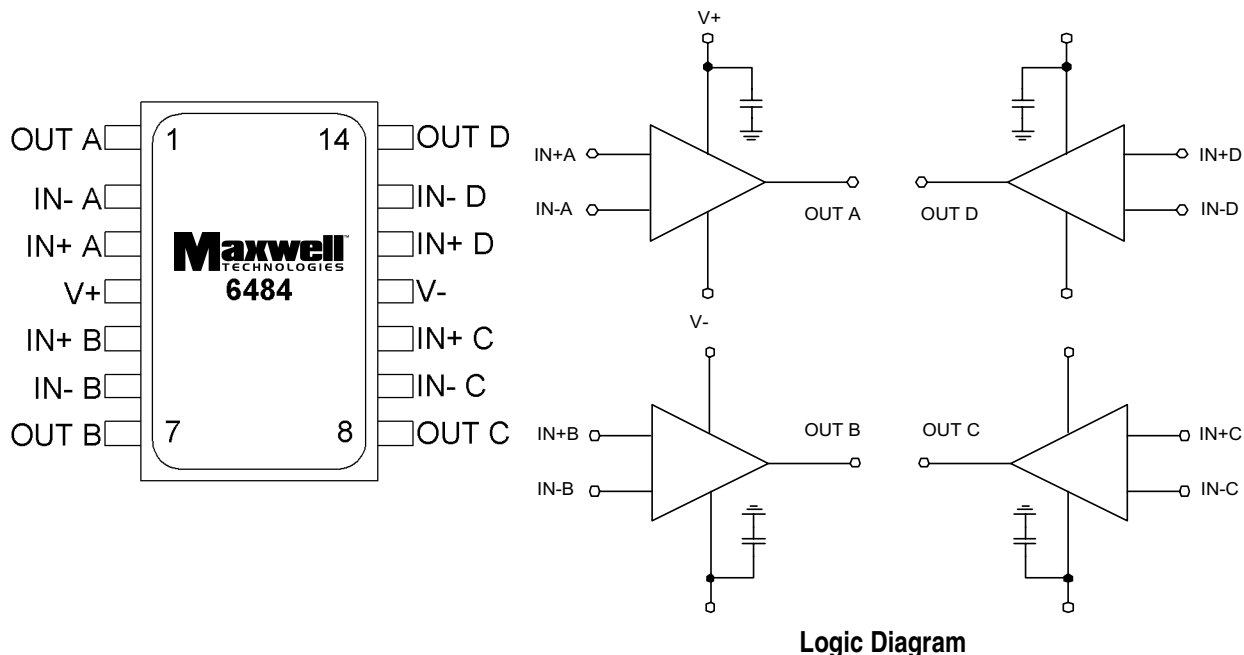 OUT A
IN- A
IN+ A
V+
IN+ B
IN- B
OUT B
1
14
Maxwell™
TECHNOLOGIES
6484
7
8
OUT D
IN- D
IN+ D
V-
IN+ C
IN- C
OUT C
V+
IN+A
IN-A
OUT A
OUT D
IN+D
IN-D
V-
IN+B
IN-B
OUT B
OUT C
IN+C
IN-C
Logic Diagram